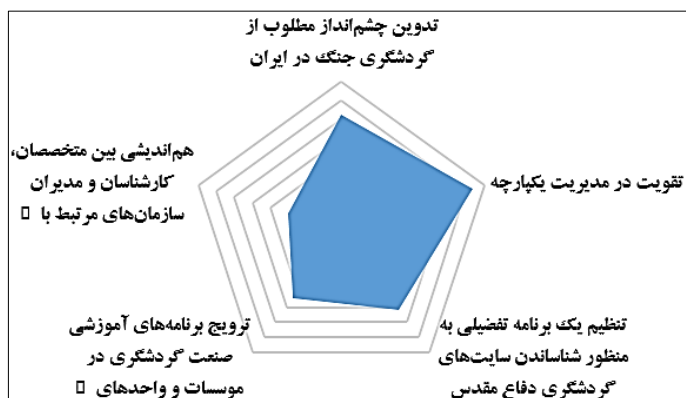 تدوین چشم‌انداز مطلوب از
گردشگری جنگ در ایران
تقویت در مدیریت یکپارچه
تنظیم یک برنامه تفضیلی به
منظور شناساندن سایت‌های
گردشگری دفاع مقدس
ترویج برنامه‌های آموزشی
صنعت گردشگری در
موسسات و واحدهای
هم‌اندیشی بین متخصصان،
کارشناسان و مدیران
سازمان‌های مرتبط با